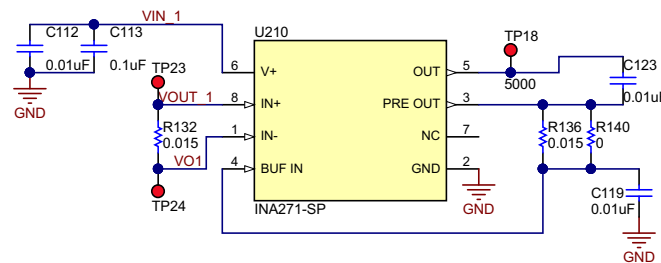 VIN_1
U210
C112
C113
0.01uF
0.1uF
GND
TP23
VOUT_1
R132
0.015
VO1
TP24
6
V+
8
IN+
1
IN-
4
BUF IN
OUT
5
PRE OUT
3
NC
7
GND
2
INA271-SP
GND
TP18
5000
C123
0.01uF
R136
0.015
R140
0
C119
0.01uF
GND